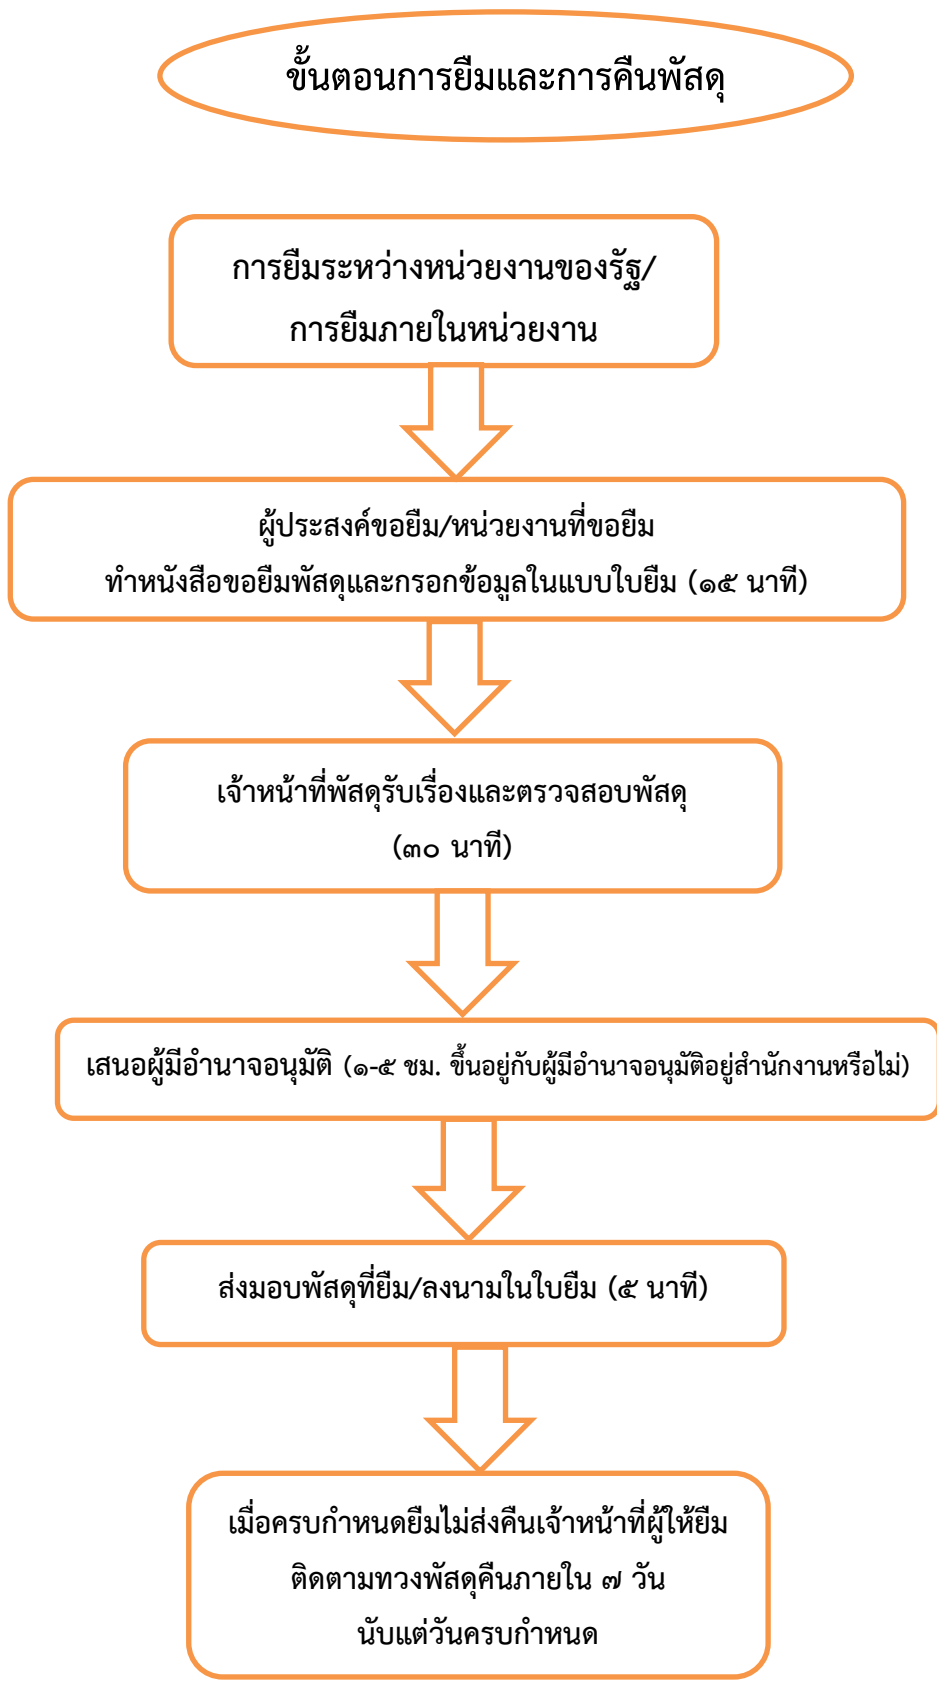 ขั้นตอนการยืมและการคืนพัสดุ
การยืมระหว่างหน่วยงานของรัฐ/
การยืมภายในหน่วยงาน
ผู้ประสงค์ขอยืม/หน่วยงานที่ขอยืม
ทำหนังสือขอยืมพัสดุและกรอกข้อมูลในแบบใบยืม (๑๕ นาที)
เจ้าหน้าที่พัสดุรับเรื่องและตรวจสอบพัสดุ
(๓๐ นาที)
เสนอผู้มีอำนาจอนุมัติ (๑-๕ ชม. ขึ้นอยู่กับผู้มีอำนาจอนุมัติอยู่สำนักงานหรือไม่)
ส่งมอบพัสดุที่ยืม/ลงนามในใบยืม (๕ นาที)
เมื่อครบกำหนดยืมไม่ส่งคืนเจ้าหน้าที่ผู้ให้ยืม
ติดตามทวงพัสดุคืนภายใน ๗ วัน
นับแต่วันครบกำหนด